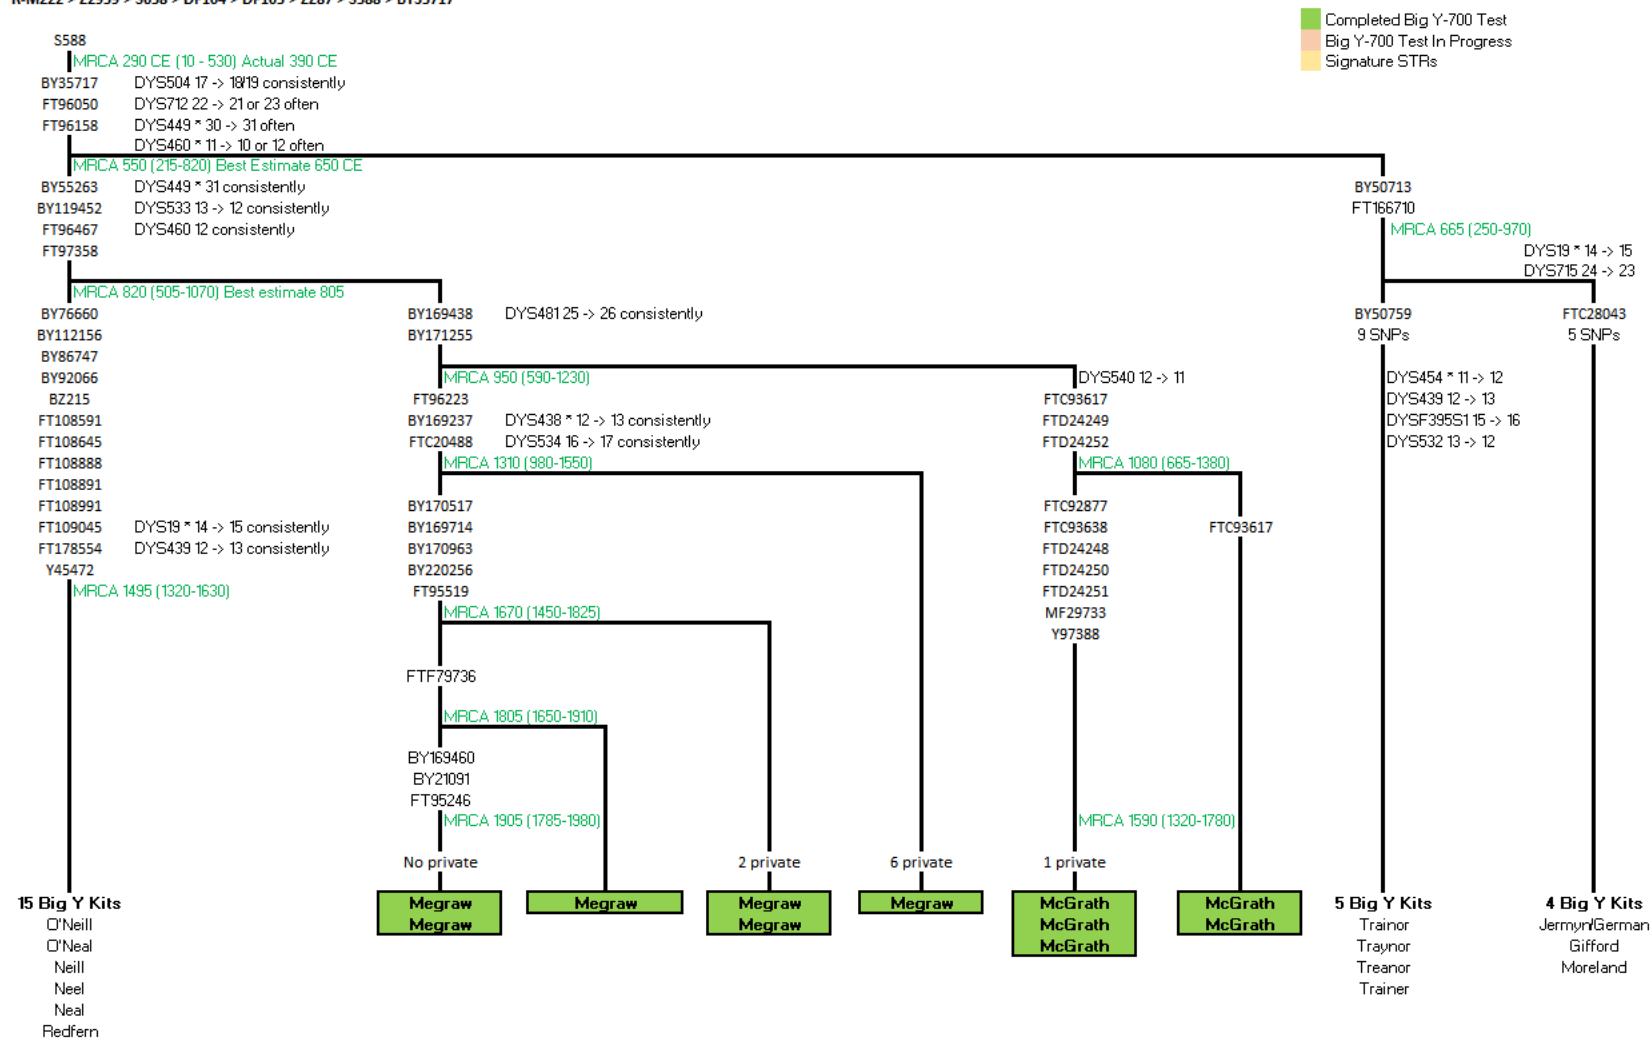 R-M222 > ZZ955 > S658 > DF104 > DF105 > ZZ87 > S588 > BY35717
Completed Big Y-700 Test
Big Y-700 Test In Progress
Signature STRs
S588
MRCA 290 CE (10 - 530) Actual 390 CE
BY35717 DYS504 17 -> 18/19 consistently
FT96050 DYS712 22 -> 21 or 23 often
FT96158 DYS449 * 30 -> 31 often
DYS460 * 11 -> 10 or 12 often
MRCA 550 (215-820) Best Estimate 650 CE
BY55263 DYS449 * 31 consistently
BY119452 DYS533 13 -> 12 consistently
FT96467 DYS460 12 consistently
FT97358
MRCA 820 (505-1070) Best estimate 805
BY50713
FT166710
MRCA 665 (250-970)
DYS19 * 14 -> 15
DYS715 24 -> 23
BY76660
BY112156
BY86747
BY92066
BZ215
FT108591
FT108645
FT108888
FT108891
FT108991
FT109045 DYS19 * 14 -> 15 consistently
FT178554 DYS439 12 -> 13 consistently
Y45472
MRCA 1495 (1320-1630)
BY169438 DYS481 25 -> 26 consistently
BY171255
MRCA 950 (590-1230)
FT96223
BY169237 DYS438 * 12 -> 13 consistently
FTC20488 DYS534 16 -> 17 consistently
MRCA 1310 (980-1550)
BY170517
BY169714
BY170963
BY220256
FT95519
MRCA 1670 (1450-1825)
FTF79736
MRCA 1805 (1650-1910)
BY169460
BY21091
FT95246
MRCA 1905 (1785-1980)
DYS540 12 -> 11
FTC93617
FTD24249
FTD24252
MRCA 1080 (665-1380)
FTC92877
FTC93638
FTD24248
FTD24250
FTD24251
MF29733
Y97388
MRCA 1590 (1320-1780)
FTC93617
BY50759
9 SNPs
DYS454 * 11 -> 12
DYS439 12 -> 13
DYSF395S1 15 -> 16
DYS532 13 -> 12
FTC28043
5 SNPs
No private
2 private
6 private
1 private
15 Big Y Kits
O'Neill
O'Neal
Neill
Neel
Neal
Redfern
Megraw
Megraw
Megraw
Megraw
Megraw
Megraw
McGrath
McGrath
McGrath
McGrath
McGrath
5 Big Y Kits
Trainor
Traynor
Treanor
Trainer
4 Big Y Kits
Jermyn/German
Gifford
Moreland